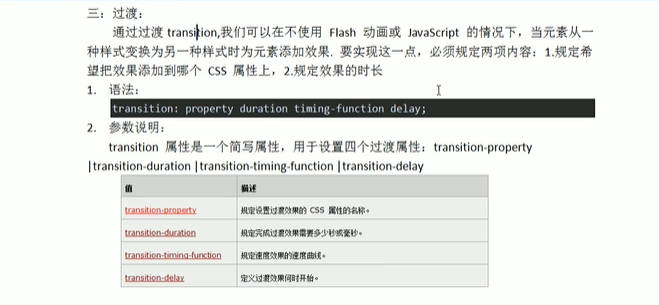 三：过渡：
通过过渡 transition,我们可以在不使用 Flash 动画或 JavaScript 的情况下，当元素从一
种样式变换为另一种样式时为元素添加效果. 要实现这一点，必须规定两项内容：1.规定希
望把效果添加到哪个 CSS 属性上，2.规定效果的时长
1. 语法：
transition: property duration timing-function delay;
2. 参数说明：
transition 属性是一个简写属性，用于设置四个过渡属性：transition-property
|transition-duration |transition-timing-function |transition-delay
值 描述
transition-property 规定设置过渡效果的 CSS 属性的名称。
transition-duration 规定完成过渡效果需要多少秒或毫秒。
transition-timing-function 规定速度效果的速度曲线。
transition-delay 定义过渡效果何时开始。